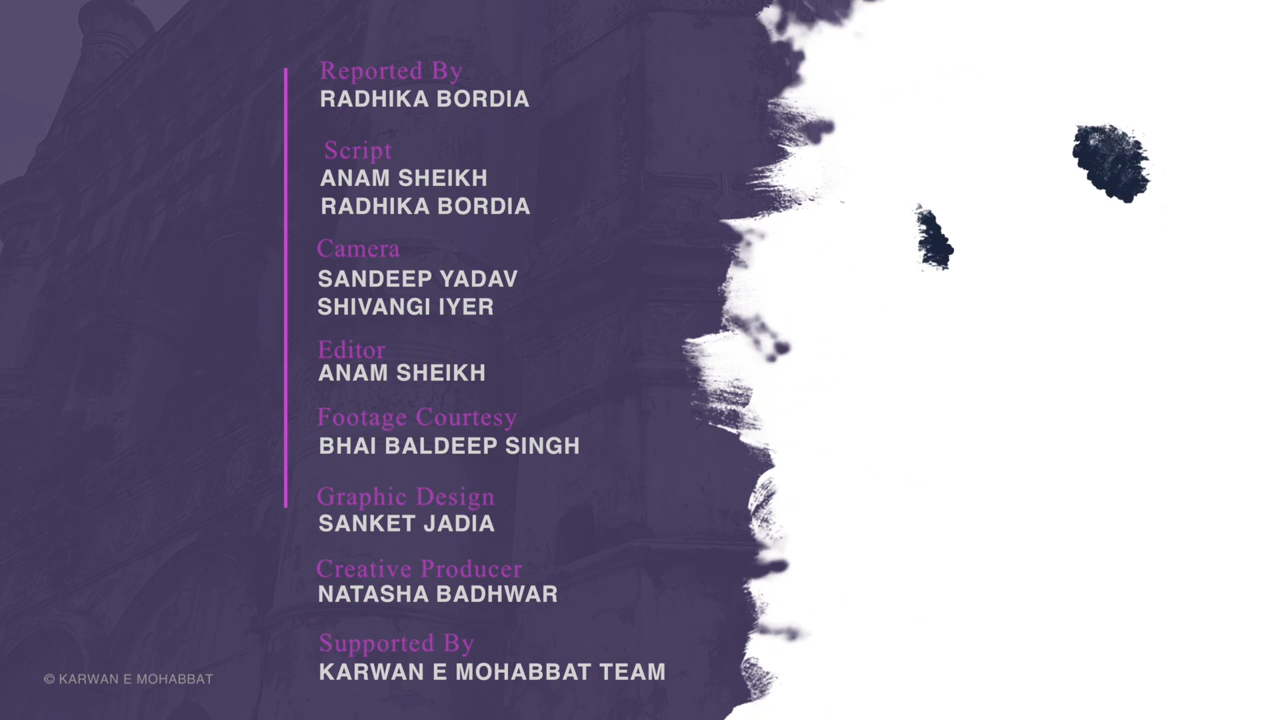 Reported By
RADHIKA BORDIA
Script
ANAM SHEIKH
RADHIKA BORDIA
Camera
SANDEEP YADAV
SHIVANGI IYER
Editor
ANAM SHEIKH
Footage Courtesy
BHAI BALDEEP SINGH
Graphic Design
SANKET JADIA
Creative Producer
NATASHA BADHWAR
Supported By
KARWAN E MOHABBAT TEAM
© KARWAN E MOHABBAT